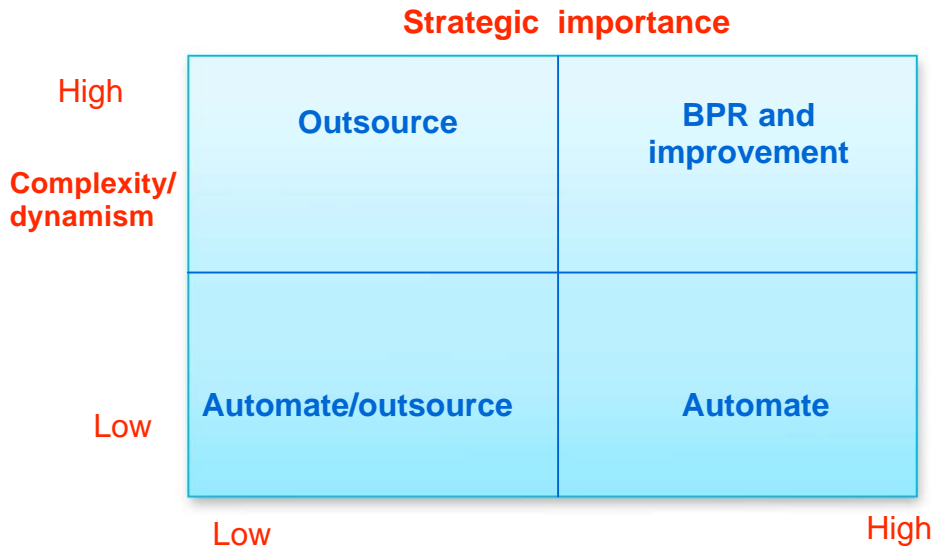 Strategic importance
High
Outsource
BPR and
improvement
Complexity/
dynamism
Automate/outsource
Automate
Low
Low
High